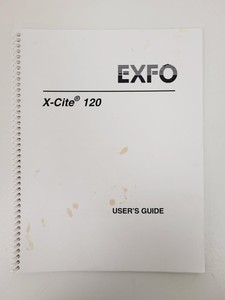 EXFO
X-Cite® 120
USER'S GUIDE